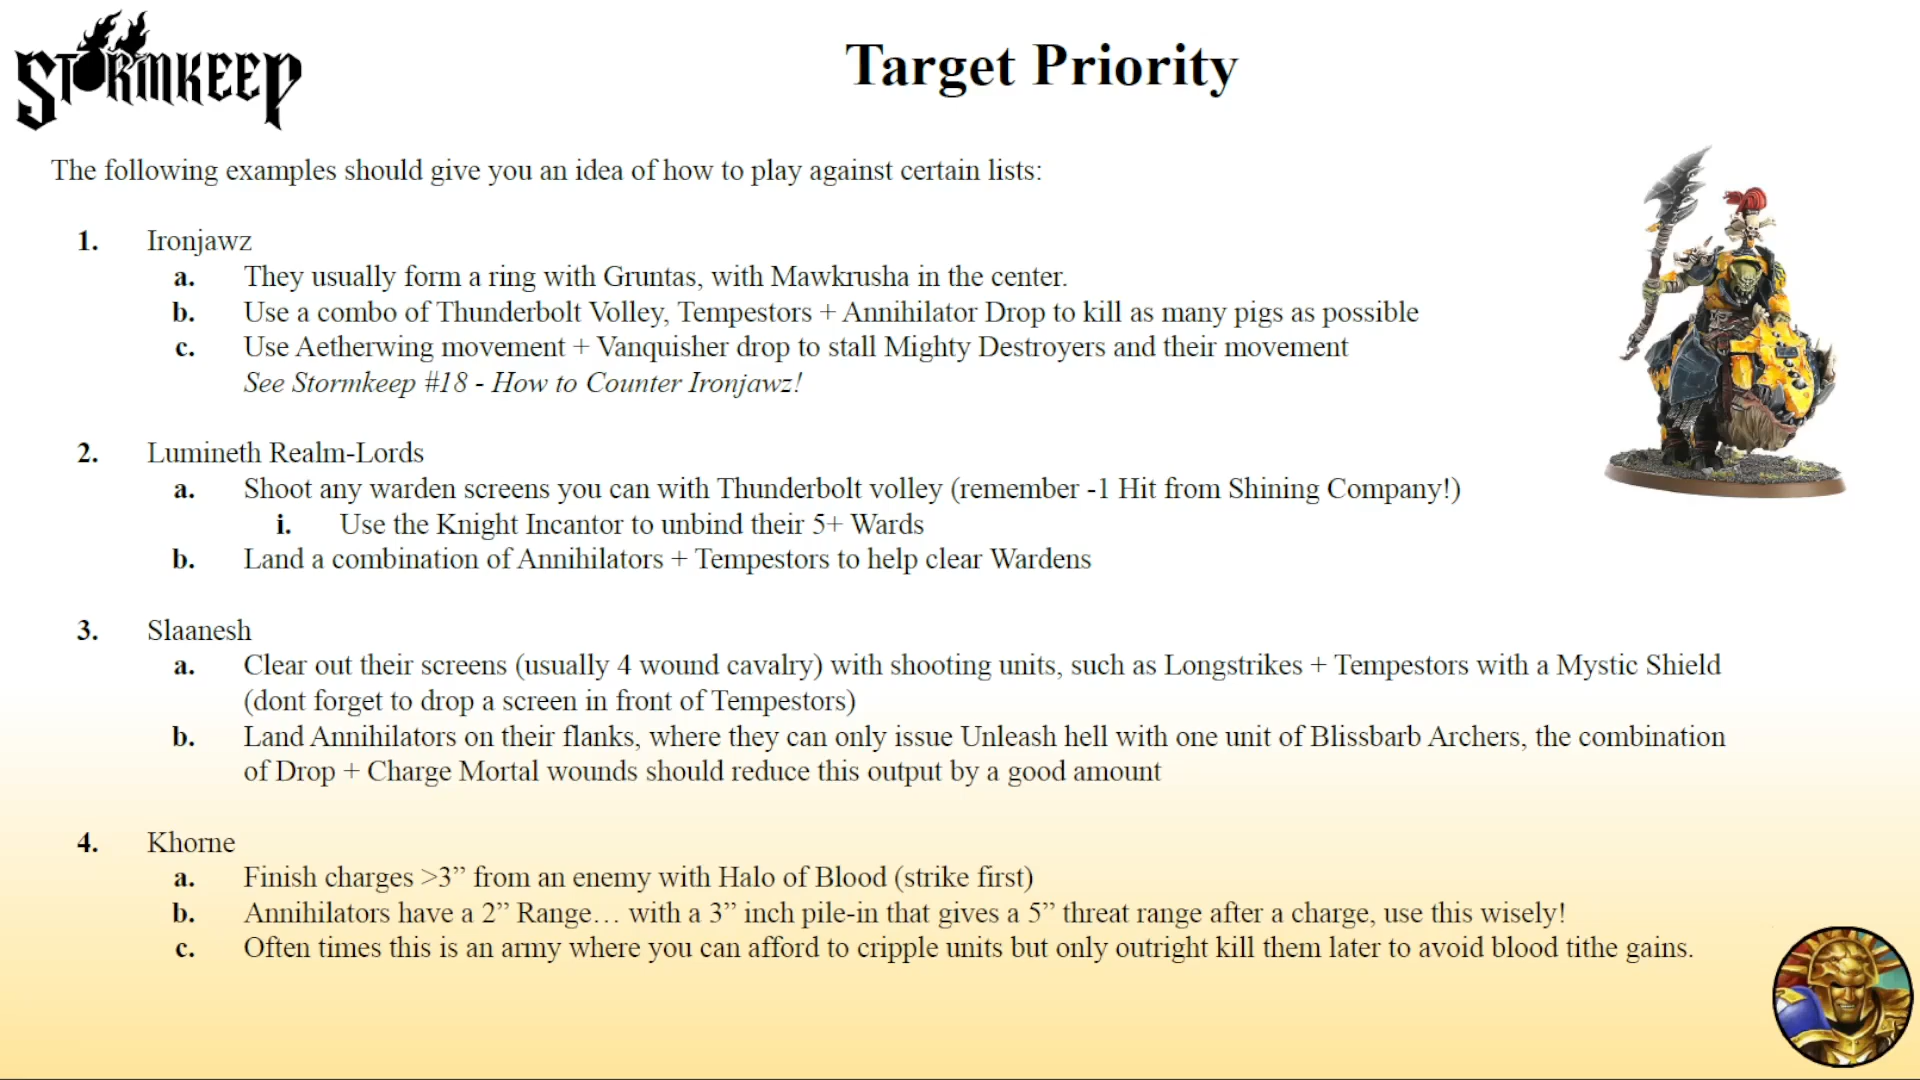 STORMKEEP
Target Priority
The following examples should give you an idea of how to play against certain lists:
1. Ironjawz
a. They usually form a ring with Gruntas, with Mawkrusha in the center.
b. Use a combo of Thunderbolt Volley, Tempestors + Annihilator Drop to kill as many pigs as possible
c. Use Aetherwing movement + Vanquisher drop to stall Mighty Destroyers and their movement
See Stormkeep #18 - How to Counter Ironjawz!
2. Lumineth Realm-Lords
a. Shoot any warden screens you can with Thunderbolt volley (remember -1 Hit from Shining Company!)
i. Use the Knight Incantor to unbind their 5+ Wards
b. Land a combination of Annihilators + Tempestors to help clear Wardens
3. Slaanesh
a. Clear out their screens (usually 4 wound cavalry) with shooting units, such as Longstrikes + Tempestors with a Mystic Shield
(dont forget to drop a screen in front of Tempestors)
b. Land Annihilators on their flanks, where they can only issue Unleash hell with one unit of Blissbarb Archers, the combination
of Drop + Charge Mortal wounds should reduce this output by a good amount
4. Khorne
a. Finish charges >3” from an enemy with Halo of Blood (strike first)
b. Annihilators have a 2” Range… with a 3” inch pile-in that gives a 5” threat range after a charge, use this wisely!
c. Often times this is an army where you can afford to cripple units but only outright kill them later to avoid blood tithe gains.